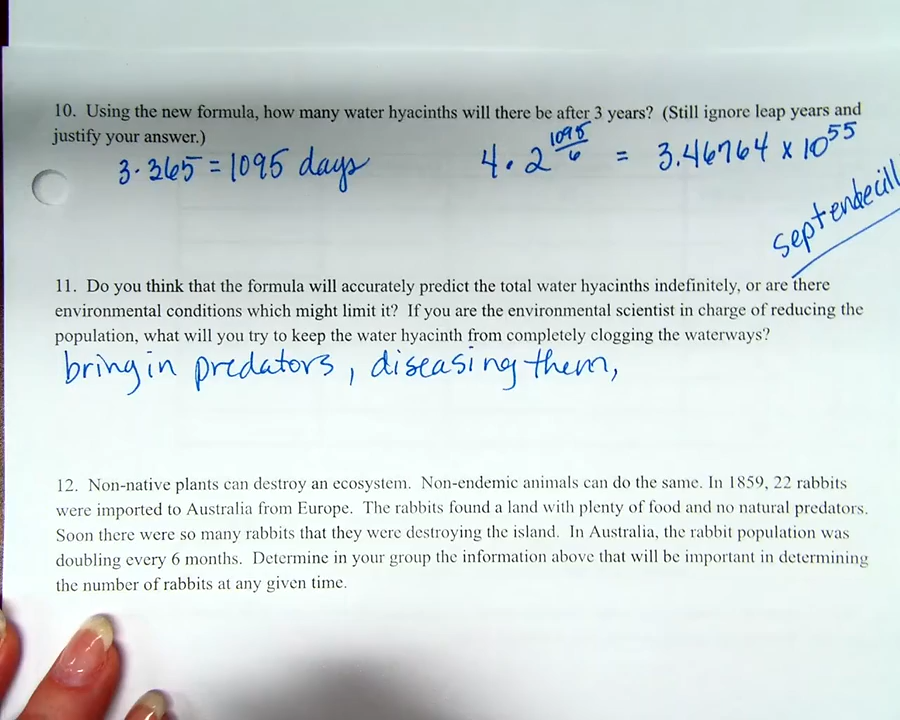 10. Using the new formula, how many water hyacinths will there be after 3 years? (Still ignore leap years and
justify your answer.)
3·365 = 1095 days
4·2^(1095/6) = 3.46764 x 10^55
septendecill
11. Do you think that the formula will accurately predict the total water hyacinths indefinitely, or are there
environmental conditions which might limit it? If you are the environmental scientist in charge of reducing the
population, what will you try to keep the water hyacinth from completely clogging the waterways?
bring in predators, diseasing them,
12. Non-native plants can destroy an ecosystem. Non-endemic animals can do the same. In 1859, 22 rabbits
were imported to Australia from Europe. The rabbits found a land with plenty of food and no natural predators.
Soon there were so many rabbits that they were destroying the island. In Australia, the rabbit population was
doubling every 6 months. Determine in your group the information above that will be important in determining
the number of rabbits at any given time.